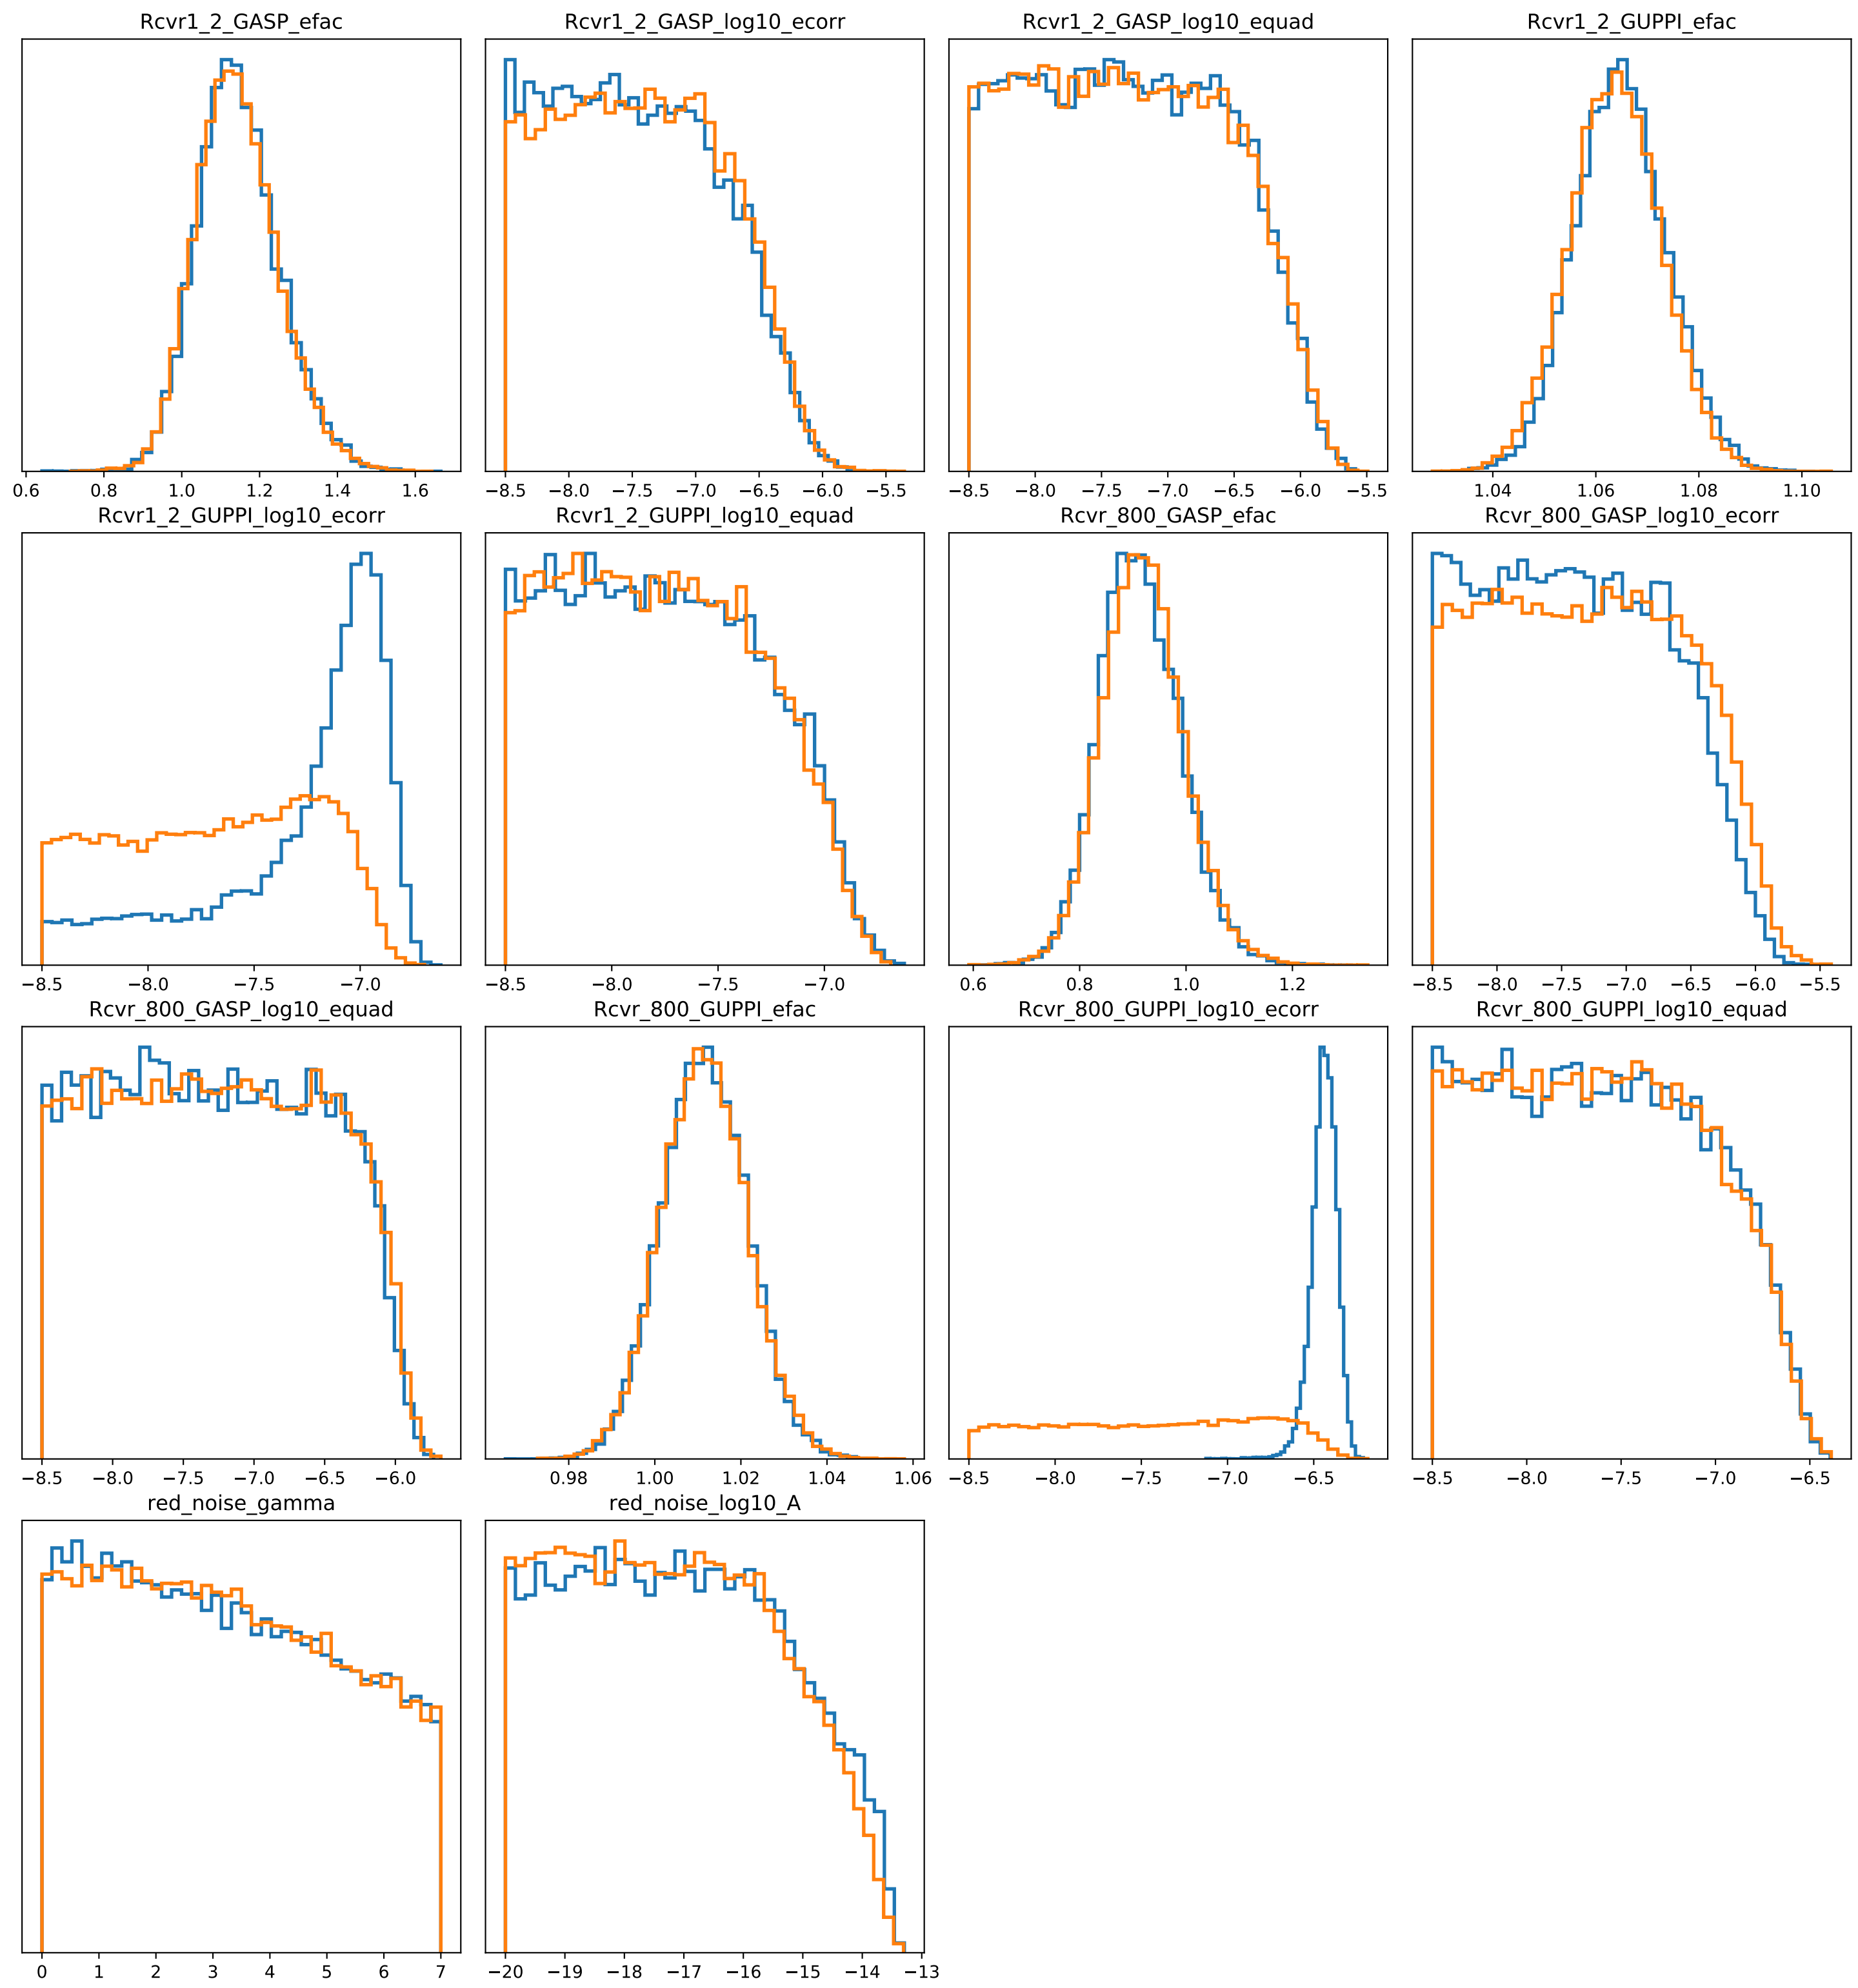 Rcvr1_2_GASP_efac Rcvr1_2_GASP_log10_ecorr Rcvr1_2_GASP_log10_equad Rcvr1_2_GUPPI_efac
0.6 0.8 1.0 1.2 1.4 1.6 −8.5 −8.0 −7.5 −7.0 −6.5 −6.0 −5.5 −8.5 −8.0 −7.5 −7.0 −6.5 −6.0 −5.5 1.04 1.06 1.08 1.10
Rcvr1_2_GUPPI_log10_ecorr Rcvr1_2_GUPPI_log10_equad Rcvr_800_GASP_efac Rcvr_800_GASP_log10_ecorr
−8.5 −8.0 −7.5 −7.0 −8.5 −8.0 −7.5 −7.0 0.6 0.8 1.0 1.2 −8.5 −8.0 −7.5 −7.0 −6.5 −6.0 −5.5
Rcvr_800_GASP_log10_equad Rcvr_800_GUPPI_efac Rcvr_800_GUPPI_log10_ecorr Rcvr_800_GUPPI_log10_equad
−8.5 −8.0 −7.5 −7.0 −6.5 −6.0 0.98 1.00 1.02 1.04 1.06 −8.5 −8.0 −7.5 −7.0 −6.5 −8.5 −8.0 −7.5 −7.0 −6.5
red_noise_gamma red_noise_log10_A
0 1 2 3 4 5 6 7 −20 −19 −18 −17 −16 −15 −14 −13